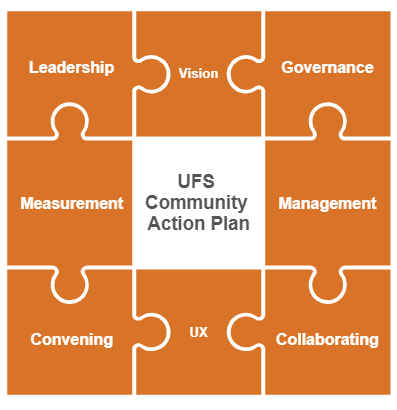 Leadership
Vision
Governance
Measurement
UFS
Community
Action Plan
Management
Convening
UX
Collaborating